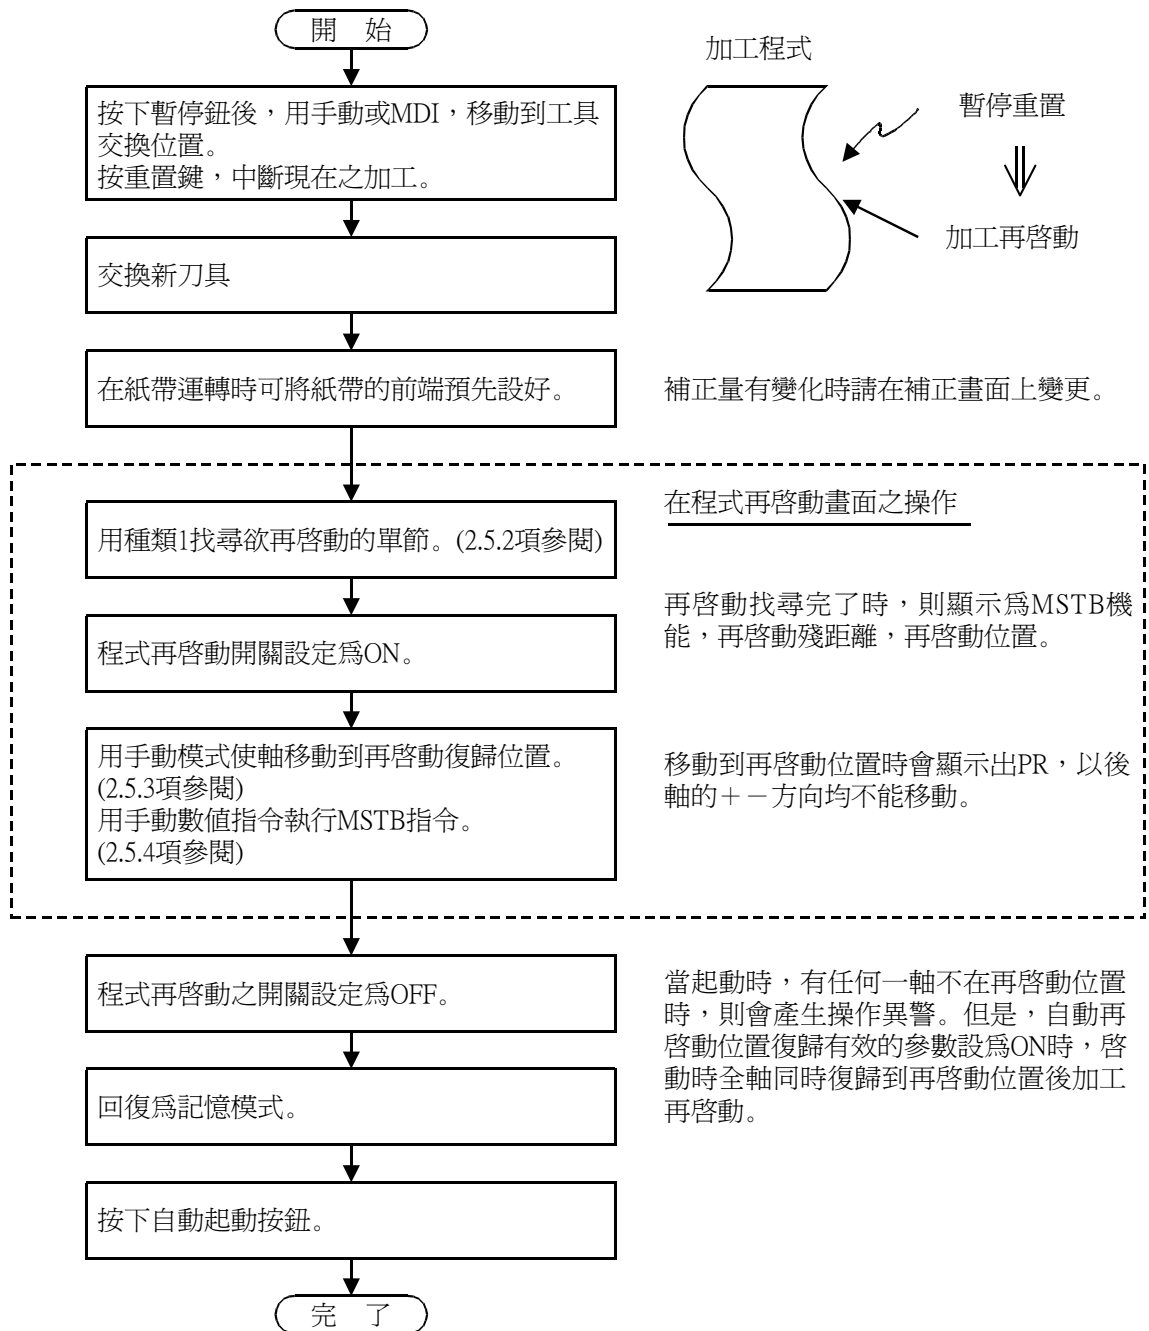 開 始
加工程式
按下暫停鈕後，用手動或MDI，移動到工具
交換位置。
按重置鍵，中斷現在之加工。
暫停重置
加工再啓動
交換新刀具
在紙帶運轉時可將紙帶的前端預先設好。
補正量有變化時請在補正畫面上變更。
在程式再啓動畫面之操作
用種類1找尋欲再啓動的單節。(2.5.2項參閱)
再啓動找尋完了時，則顯示爲MSTB機
能，再啓動殘距離，再啓動位置。
程式再啓動開關設定爲ON。
用手動模式使軸移動到再啓動復歸位置。
(2.5.3項參閱)
用手動數值指令執行MSTB指令。
(2.5.4項參閱)
移動到再啓動位置時會顯示出PR，以後
軸的＋－方向均不能移動。
程式再啓動之開關設定爲OFF。
當起動時，有任何一軸不在再啓動位置
時，則會產生操作異警。但是，自動再
啓動位置復歸有效的參數設爲ON時，啓
動時全軸同時復歸到再啓動位置後加工
再啓動。
回復爲記憶模式。
按下自動起動按鈕。
完 了